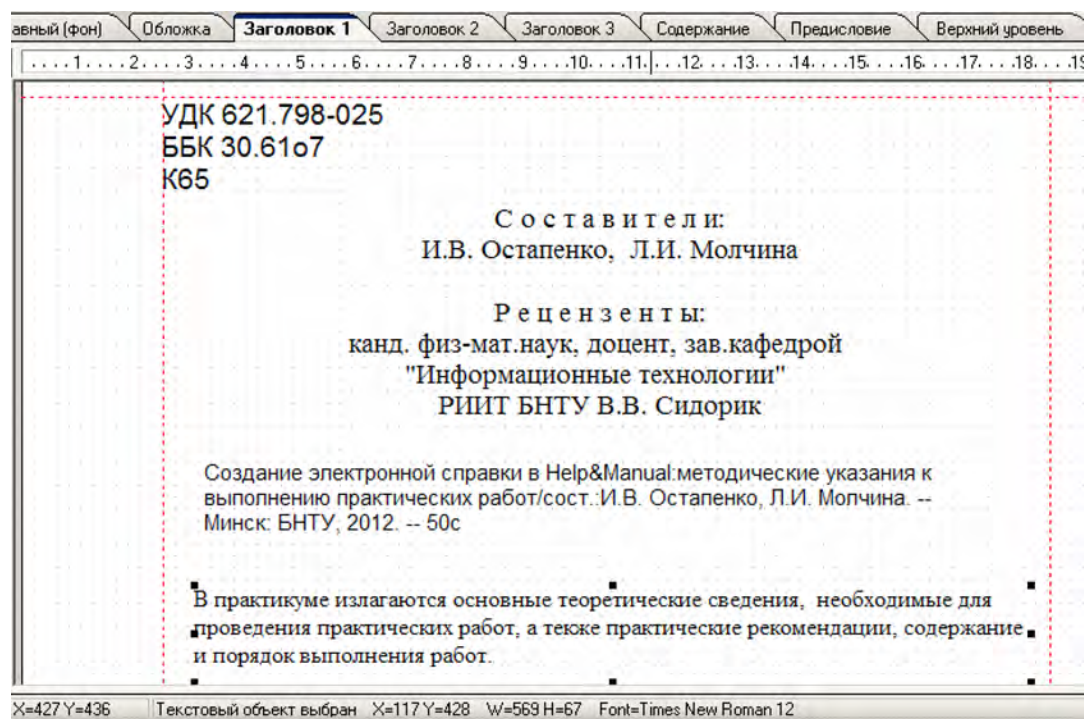 авный (фон) Обложка Заголовок 1 Заголовок 2 Заголовок 3 Содержание Предисловие Верхний уровень
....1....2....3....4....5....6....7....8....9....10....11....12....13....14....15....16....17....18....19
УДК 621.798-025
ББК 30.61о7
К65
С о с т а в и т е л и:
И.В. Остапенко, Л.И. Молчина
Р е ц е н з е н т ы:
канд. физ-мат.наук, доцент, зав.кафедрой
"Информационные технологии"
РИИТ БНТУ В.В. Сидорик
Создание электронной справки в Help&Manual:методические указания к
выполнению практических работ/сост.:И.В. Остапенко, Л.И. Молчина. --
Минск: БНТУ, 2012. -- 50с
В практикуме излагаются основные теоретические сведения, необходимые для
проведения практических работ, а текже практические рекомендации, содержание
и порядок выполнения работ.
X=427 Y=436 Текстовый объект выбран X=117 Y=428 W=569 H=67 Font=Times New Roman 12